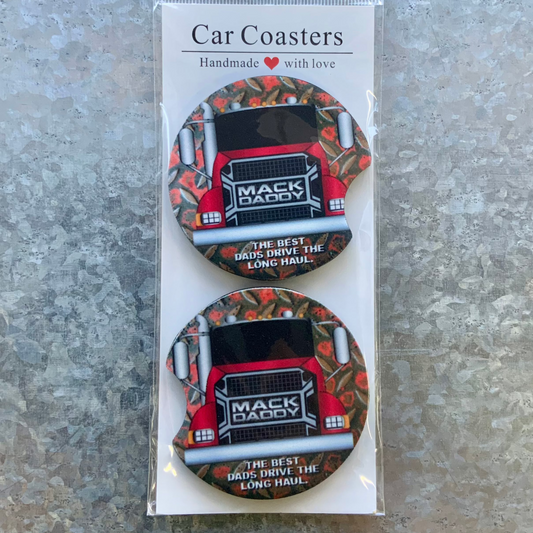 Car Coasters
Handmade ❤ with love
MACK
DADDY
THE BEST
DADS DRIVE THE
LONG HAUL.
MACK
DADDY
THE BEST
DADS DRIVE THE
LONG HAUL.